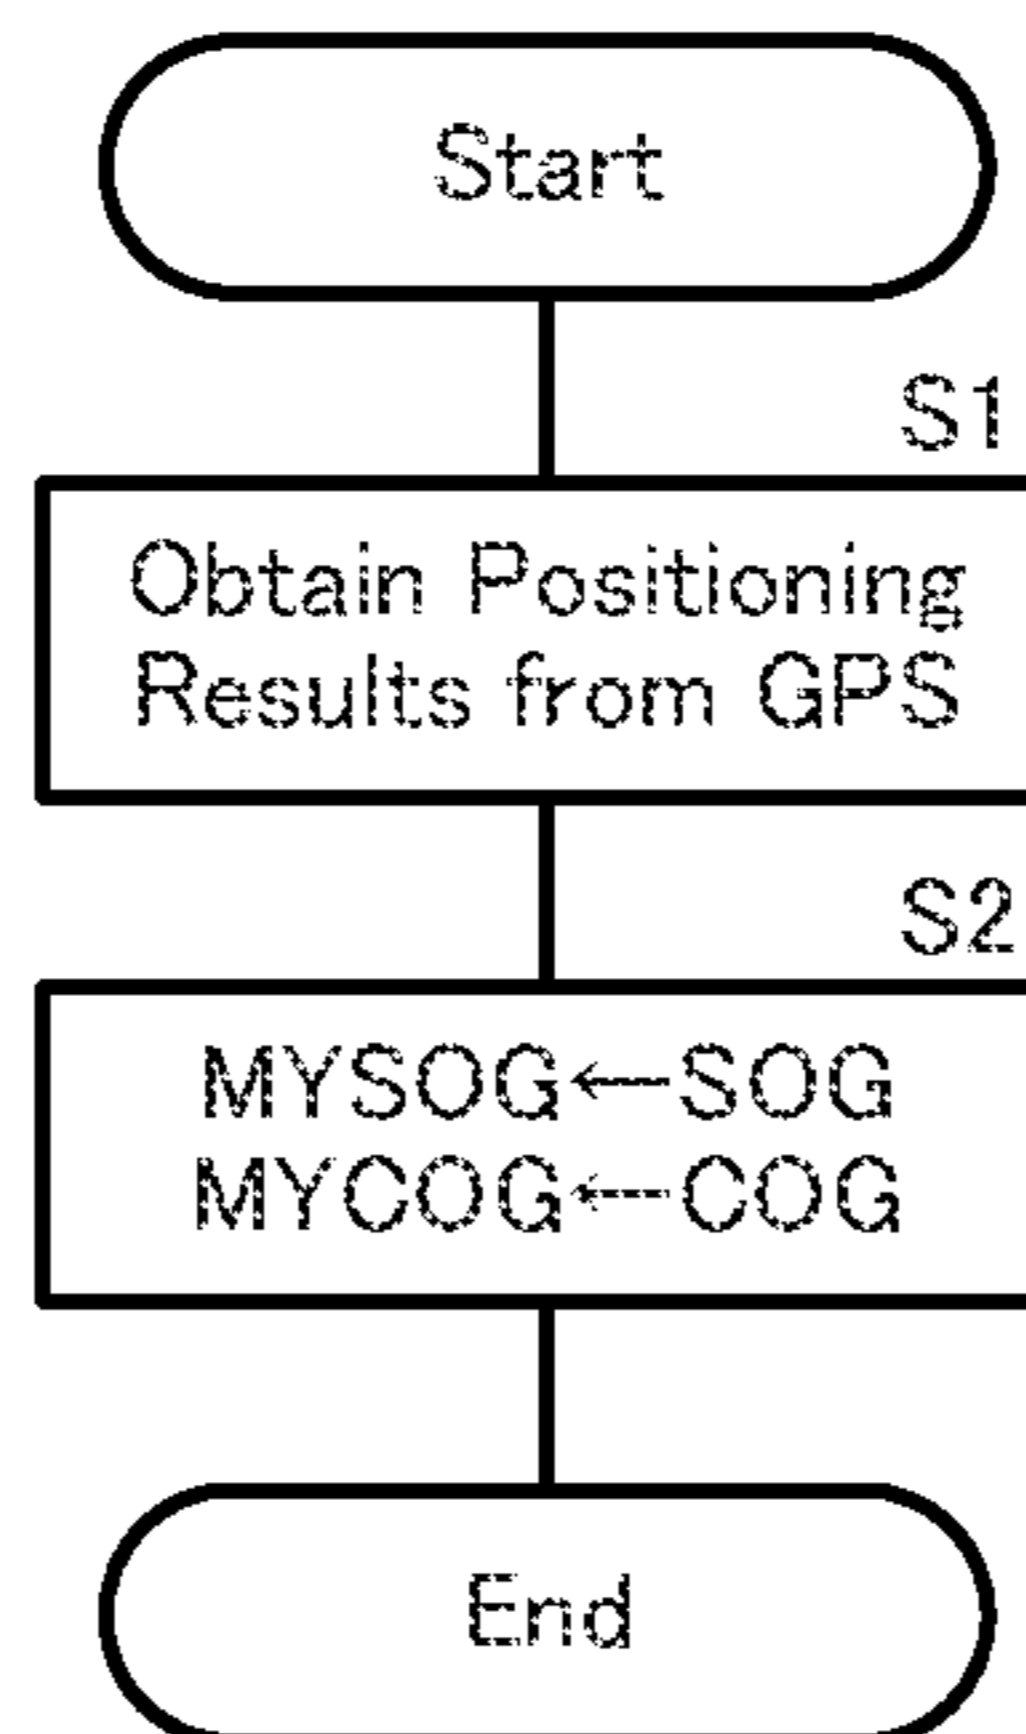 Start
S1
Obtain Positioning
Results from GPS
S2
MYSOG←SOG
MYCOG←COG
End